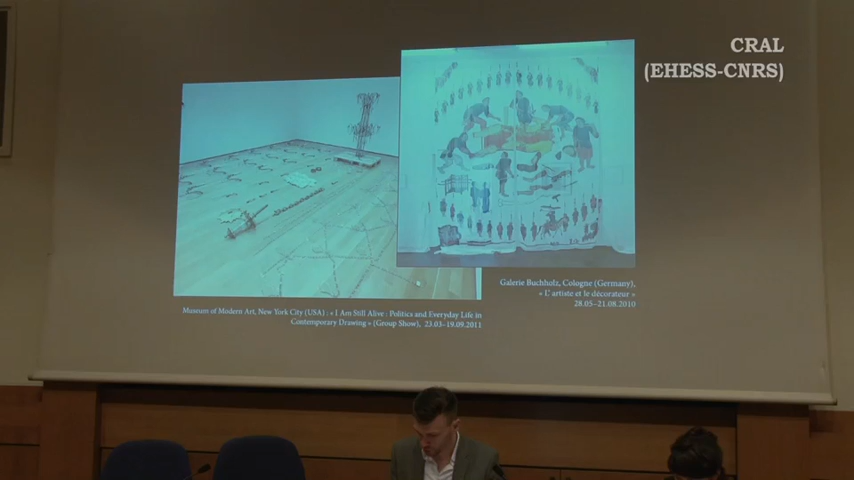 CRAL
(EHESS-CNRS)
Galerie Buchholz, Cologne (Germany),
« L' artiste et le décorateur »
28.05–21.08.2010
Museum of Modern Art, New York City (USA) : « I Am Still Alive : Politics and Everyday Life in
Contemporary Drawing » (Group Show), 23.03–19.09.2011